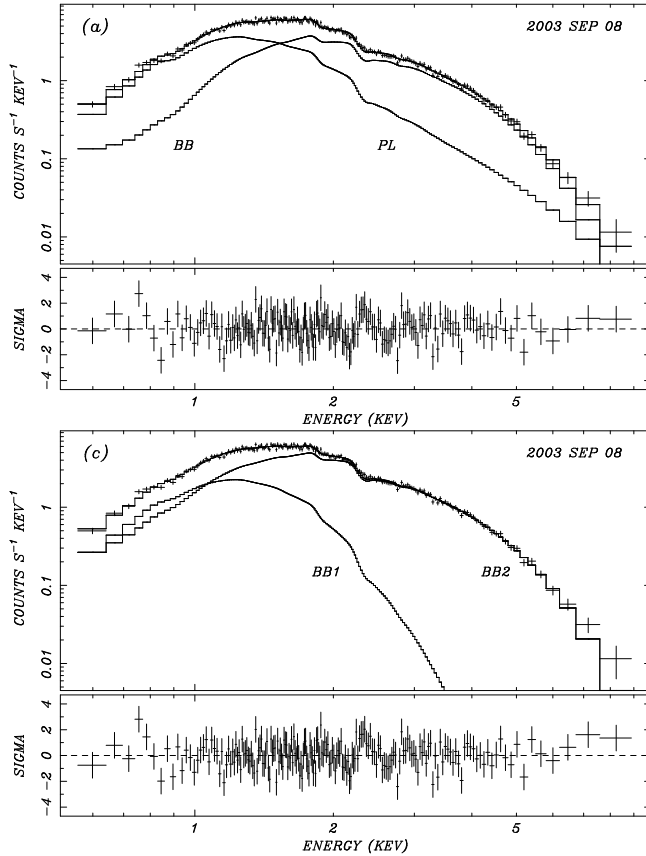 (a)
2003 SEP 08
COUNTS S⁻¹ KEV⁻¹
1
0.1
0.01
BB
PL
SIGMA
4
2
0
−2
−4
1
2
5
ENERGY (KEV)
(c)
2003 SEP 08
COUNTS S⁻¹ KEV⁻¹
1
0.1
0.01
BB1
BB2
SIGMA
4
2
0
−2
−4
1
2
5
ENERGY (KEV)